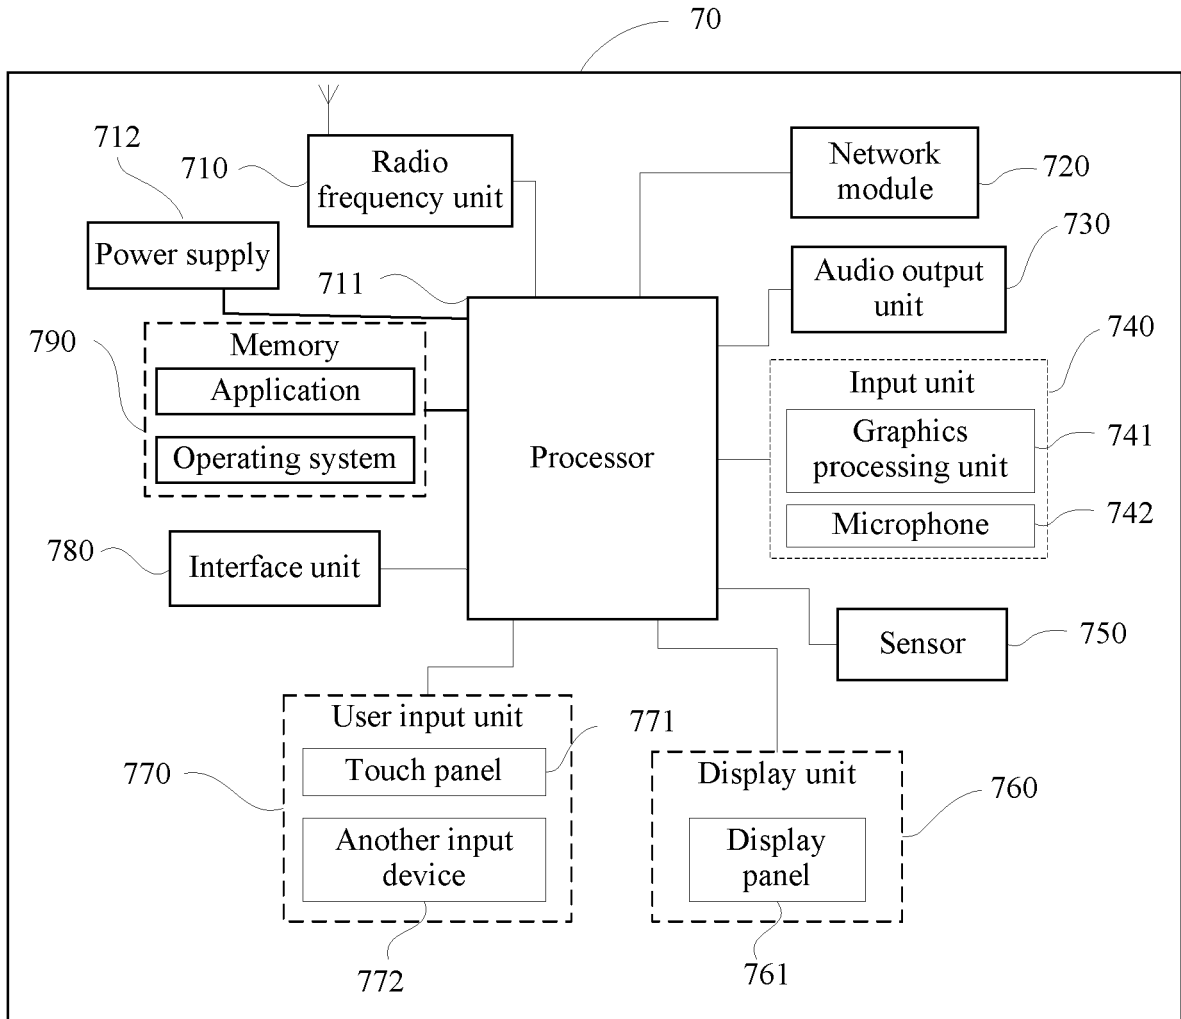 70
712
710
Radio
frequency unit
Network
module
720
Power supply
711
730
Audio output
unit
790
Memory
Application
Operating system
Processor
740
Input unit
Graphics
processing unit
741
Microphone
742
780
Interface unit
Sensor
750
User input unit
771
770
Touch panel
Another input
device
772
Display unit
760
Display
panel
761